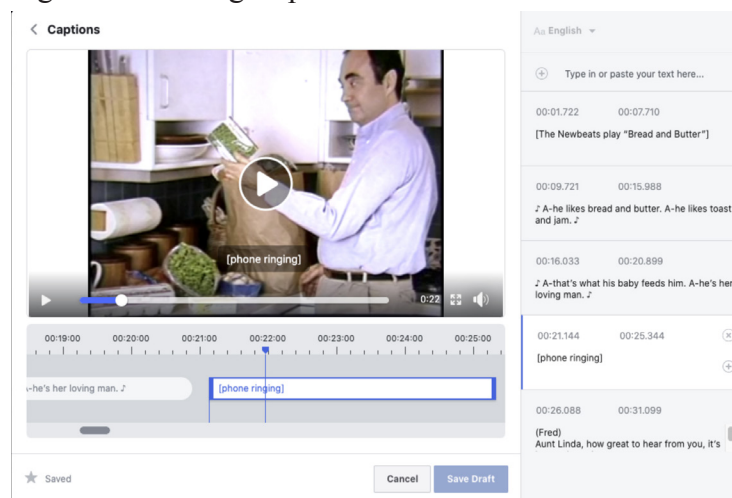 Captions
[phone ringing]
0:22
00:19:00 00:20:00 00:21:00 00:22:00 00:23:00 00:24:00 00:25:00
A-he's her loving man. ♪
[phone ringing]
Saved
Cancel
Save Draft
Aa English
Type in or paste your text here...
00:01.722 00:07.710
[The Newbeats play “Bread and Butter”]
00:09.721 00:15.988
♪ A-he likes bread and butter. A-he likes toast
and jam. ♪
00:16.033 00:20.899
♪ A-that's what his baby feeds him. A-he's her
loving man. ♪
00:21.144 00:25.344
[phone ringing]
00:26.088 00:31.099
(Fred)
Aunt Linda, how great to hear from you, it's